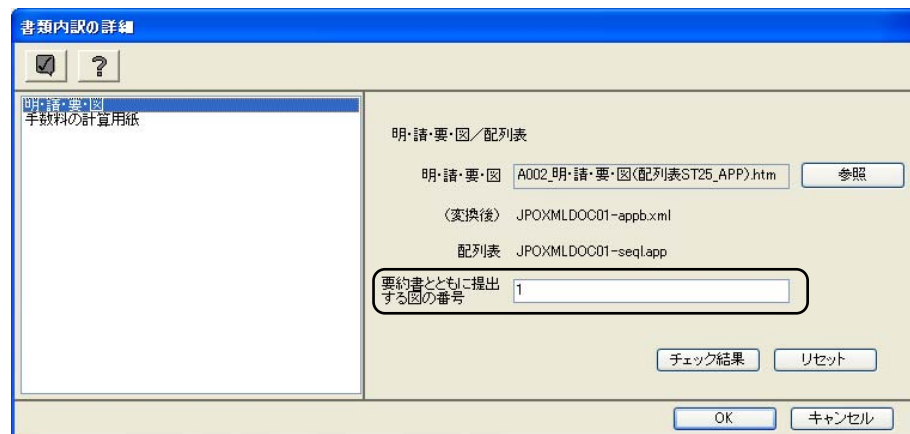 書類内訳の詳細
?
明・請・要・図
手数料の計算用紙
明・請・要・図／配列表
明・請・要・図 A002_明・請・要・図(配列表ST25_APP).htm 参照
(変換後) JPOXMLDOC01-appb.xml
配列表 JPOXMLDOC01-seql.app
要約書とともに提出
する図の番号 1
チェック結果 リセット
OK キャンセル